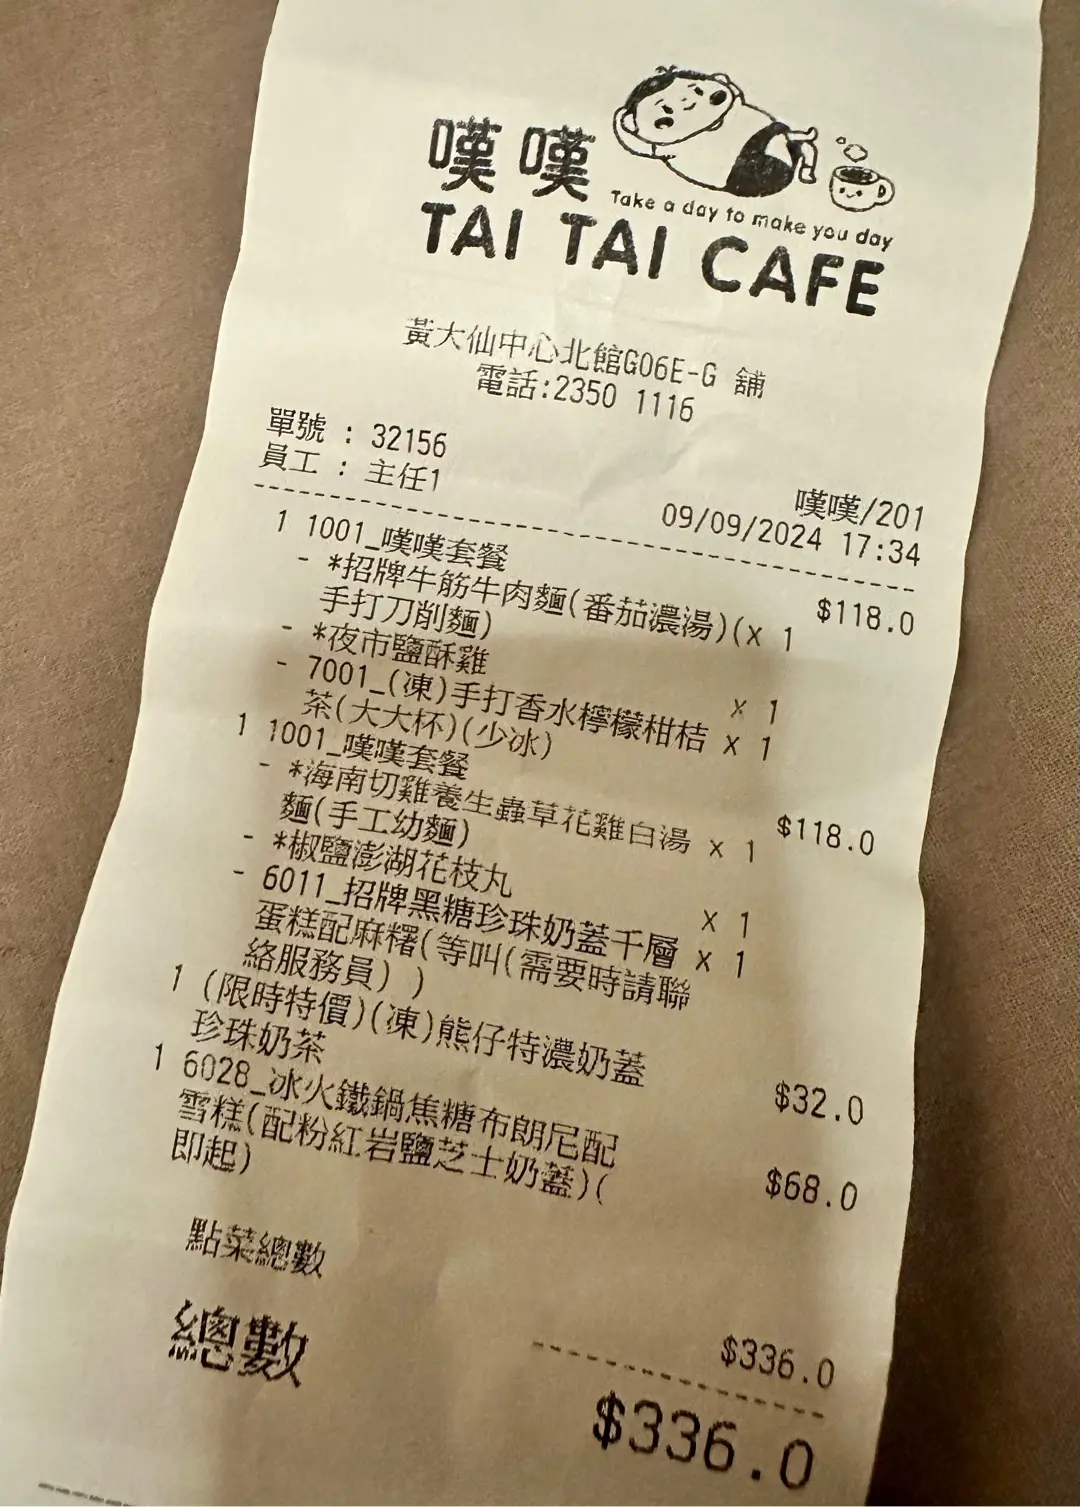 嘆嘆
Take a day to make you day
TAI TAI CAFE
黃大仙中心北館G06E-G 舖
電話:2350 1116
單號 : 32156
員工 : 主任1
嘆嘆/201
09/09/2024 17:34
1 1001_嘆嘆套餐 $118.0
- *招牌牛筋牛肉麵(番茄濃湯)( x 1
手打刀削麵)
- *夜市鹽酥雞 x 1
- 7001_(凍)手打香水檸檬柑桔 x 1
茶(大大杯)(少冰)
1 1001_嘆嘆套餐 $118.0
- *海南切雞養生蟲草花雞白湯 x 1
麵(手工幼麵)
- *椒鹽澎湖花枝丸 x 1
- 6011_招牌黑糖珍珠奶蓋千層 x 1
蛋糕配麻糬(等叫(需要時請聯
絡服務員) )
1 (限時特價)(凍)熊仔特濃奶蓋 $32.0
珍珠奶茶
1 6028_冰火鐵鍋焦糖布朗尼配 $68.0
雪糕(配粉紅岩鹽芝士奶蓋)(
即起)
點菜總數 $336.0
總數 $336.0